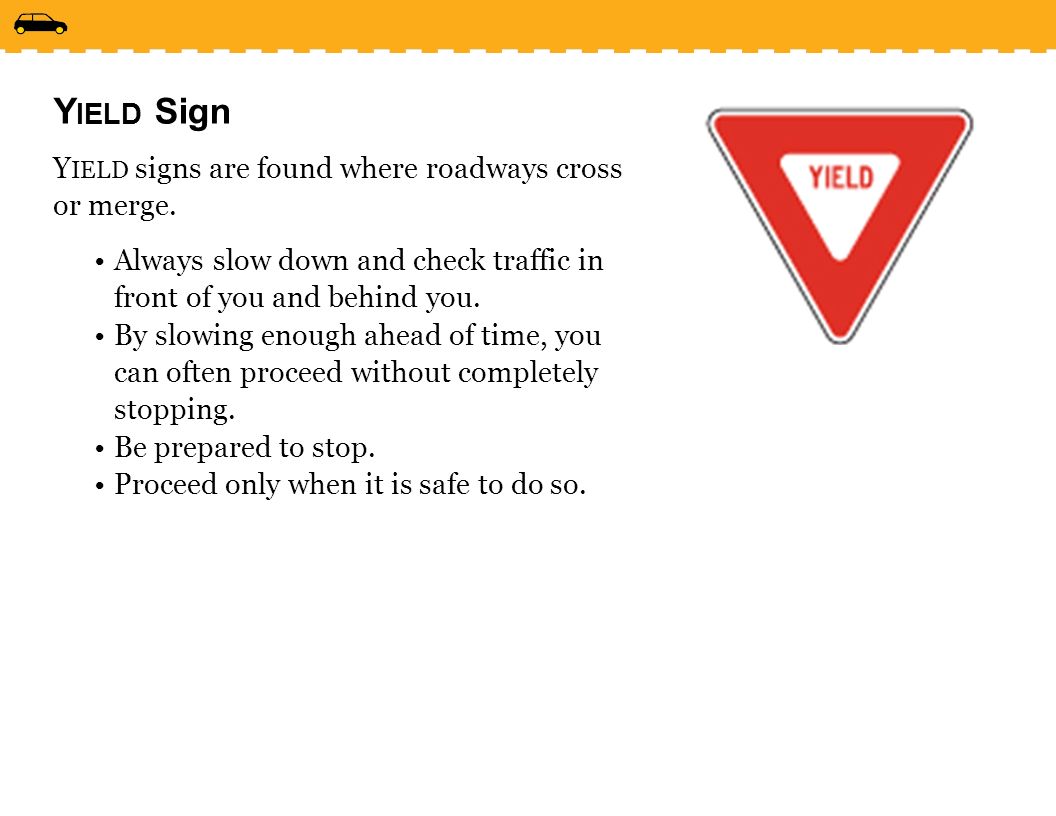 YIELD Sign
YIELD signs are found where roadways cross
or merge.
• Always slow down and check traffic in
front of you and behind you.
• By slowing enough ahead of time, you
can often proceed without completely
stopping.
• Be prepared to stop.
• Proceed only when it is safe to do so.
YIELD